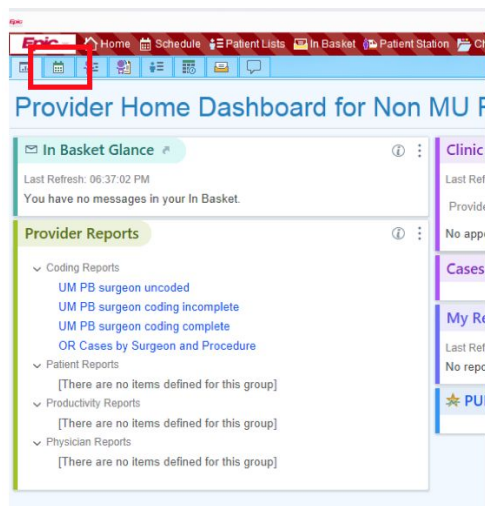 Epic
Epic
Home Schedule Patient Lists In Basket Patient Station Ch
Provider Home Dashboard for Non MU P
In Basket Glance
Last Refresh: 06:37:02 PM
You have no messages in your In Basket.
Provider Reports
Coding Reports
UM PB surgeon uncoded
UM PB surgeon coding incomplete
UM PB surgeon coding complete
OR Cases by Surgeon and Procedure
Patient Reports
[There are no items defined for this group]
Productivity Reports
[There are no items defined for this group]
Physician Reports
[There are no items defined for this group]
Clinic
Last Ref
Provide
No appo
Cases
My Re
Last Ref
No repo
PU